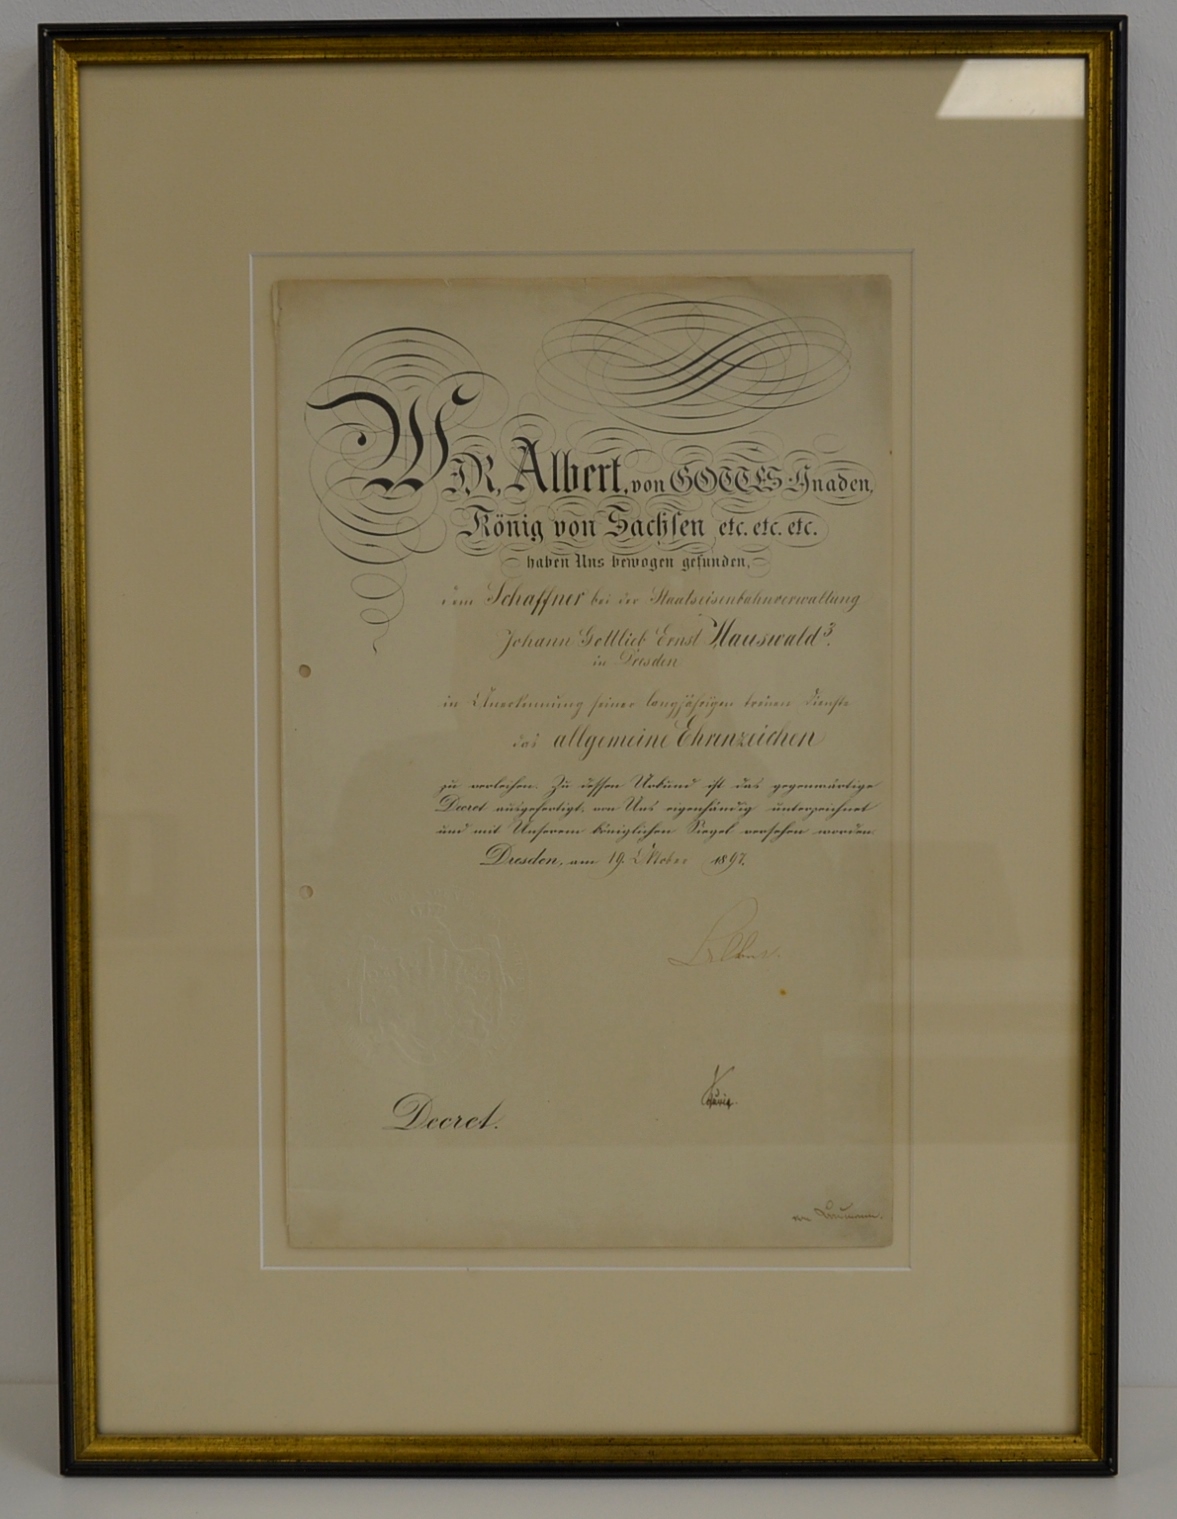 WIR, Albert, von GOTTES Gnaden,
König von Sachsen etc. etc. etc.
haben Uns bewogen gefunden,
dem Schaffner bei der Staatseisenbahnverwaltung
Johann Gottlieb Ernst Hauswald 3.
in Dresden
in Anerkennung seiner langjährigen treuen Dienste
das allgemeine Ehrenzeichen
zu verleihen. Zu dessen Urkund ist das gegenwärtige
Decret ausgefertigt, von Uns eigenhändig unterzeichnet
und mit Unserem königlichen Siegel versehen worden.
Dresden, am 19. Oktober 1897.
Albert.
Decret.